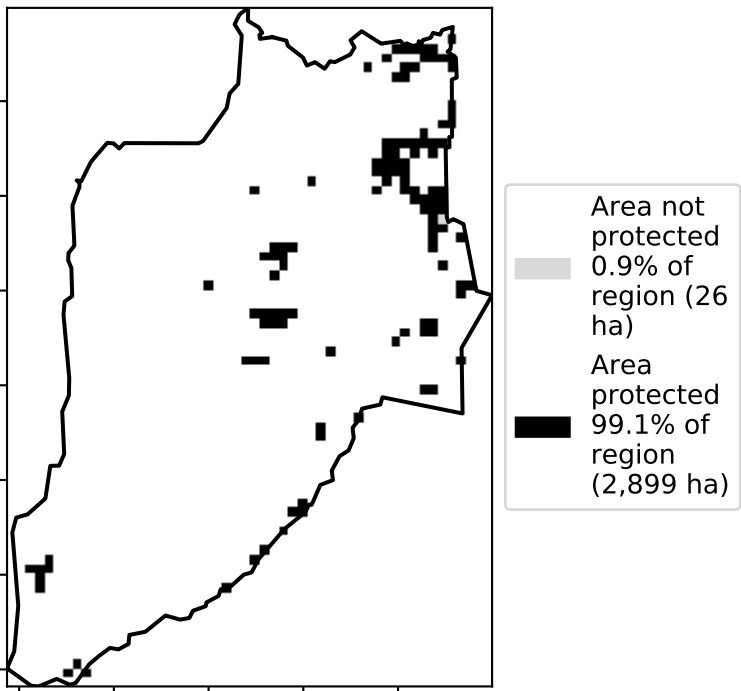 Area not
protected
0.9% of
region (26
ha)
Area
protected
99.1% of
region
(2,899 ha)